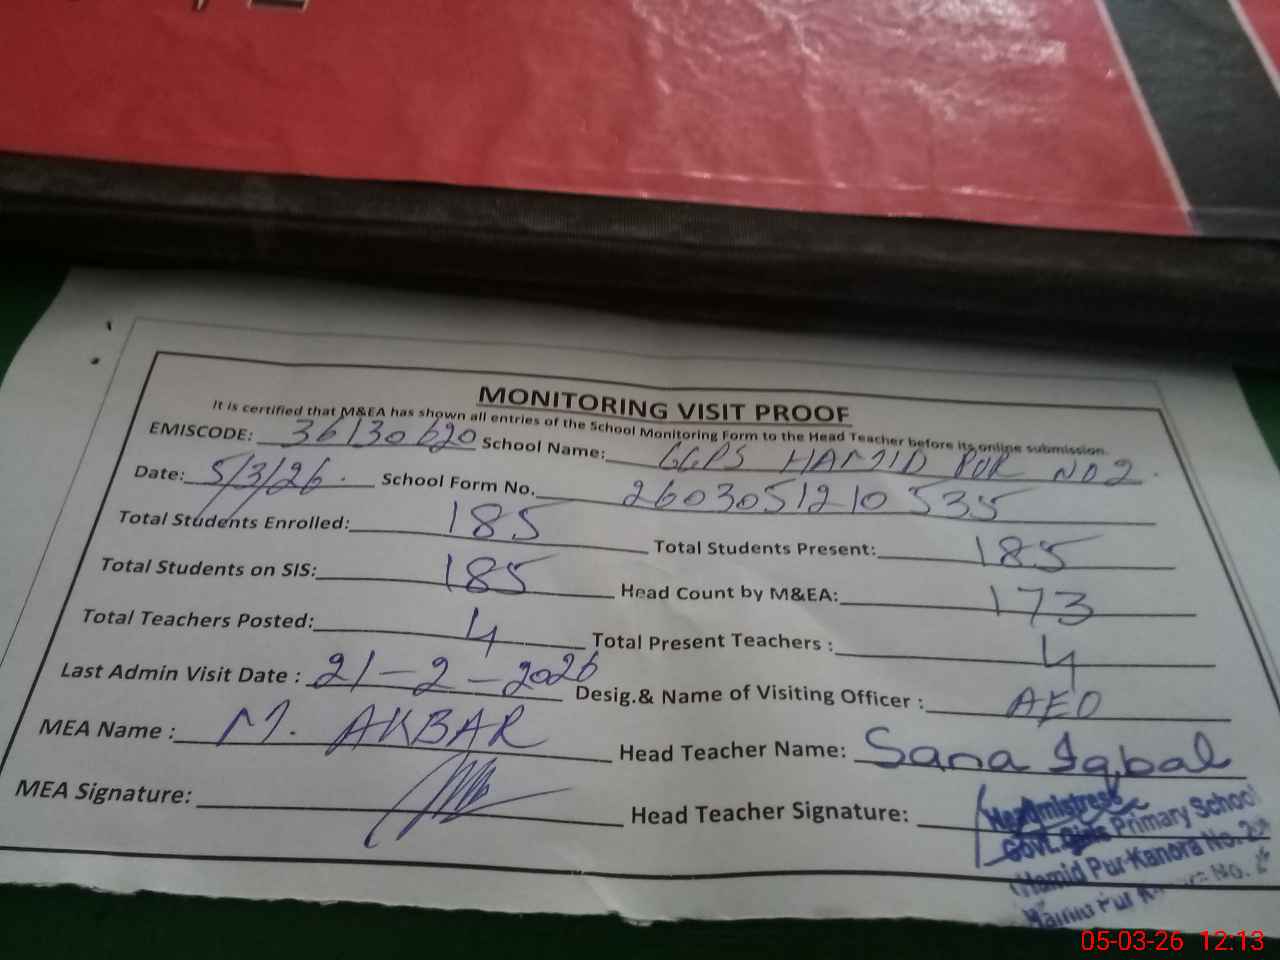 MONITORING VISIT PROOF
It is certified that M&EA has shown all entries of the School Monitoring Form to the Head Teacher before its online submission.
EMISCODE: 36130620 School Name: GGPS HAMID PUR NO 2.
Date: 5/3/26. School Form No. 2603051210535
Total Students Enrolled: 185 Total Students Present: 185
Total Students on SIS: 185 Head Count by M&EA: 173
Total Teachers Posted: 4 Total Present Teachers : 4
Last Admin Visit Date : 21-2-2026 Desig.& Name of Visiting Officer : AEO
MEA Name : M. AKBAR Head Teacher Name: Sana Iqbal
MEA Signature: Head Teacher Signature:
Headmistress
Govt. Girls Primary School
Hamid Pur Kanora No. 2
05-03-26 12:13